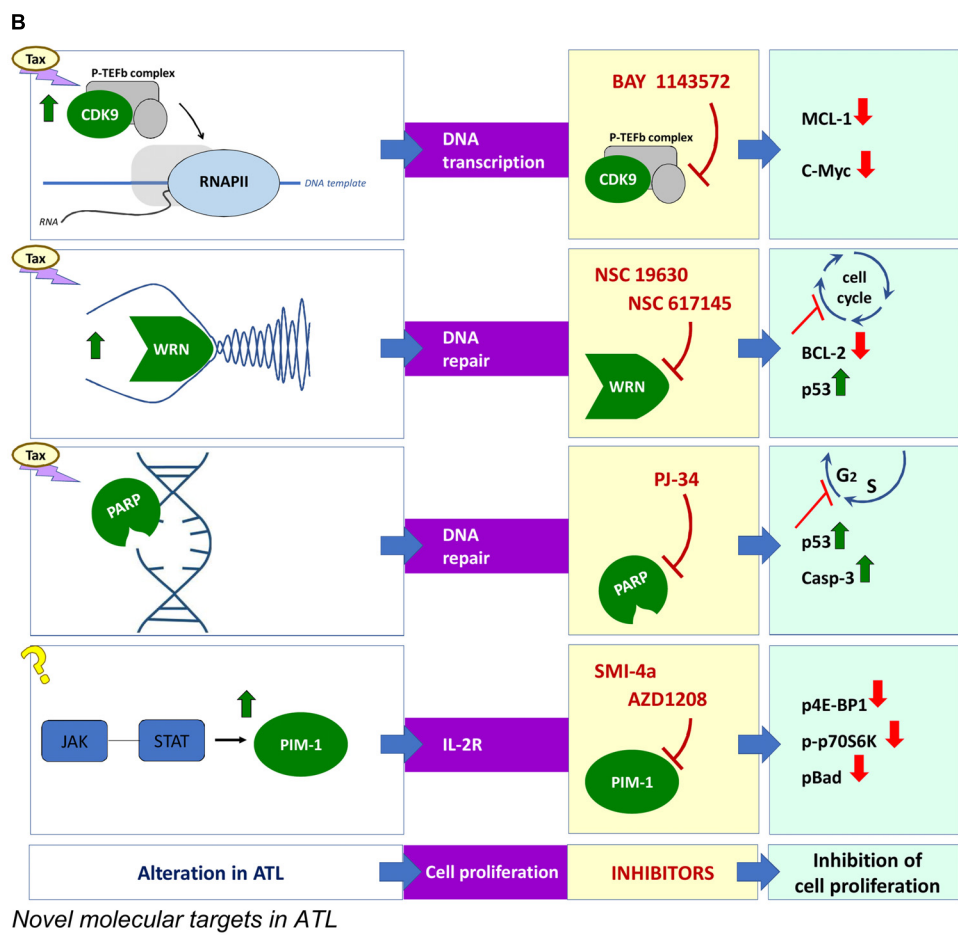 B
Tax
P-TEFb complex
CDK9
RNAPII
DNA template
RNA
DNA
transcription
BAY 1143572
P-TEFb complex
CDK9
MCL-1
C-Myc
Tax
WRN
DNA
repair
NSC 19630
NSC 617145
WRN
cell
cycle
BCL-2
p53
Tax
PARP
DNA
repair
PJ-34
PARP
G2
S
p53
Casp-3
?
JAK
STAT
PIM-1
IL-2R
SMI-4a
AZD1208
PIM-1
p4E-BP1
p-p70S6K
pBad
Alteration in ATL
Cell proliferation
INHIBITORS
Inhibition of
cell proliferation
Novel molecular targets in ATL